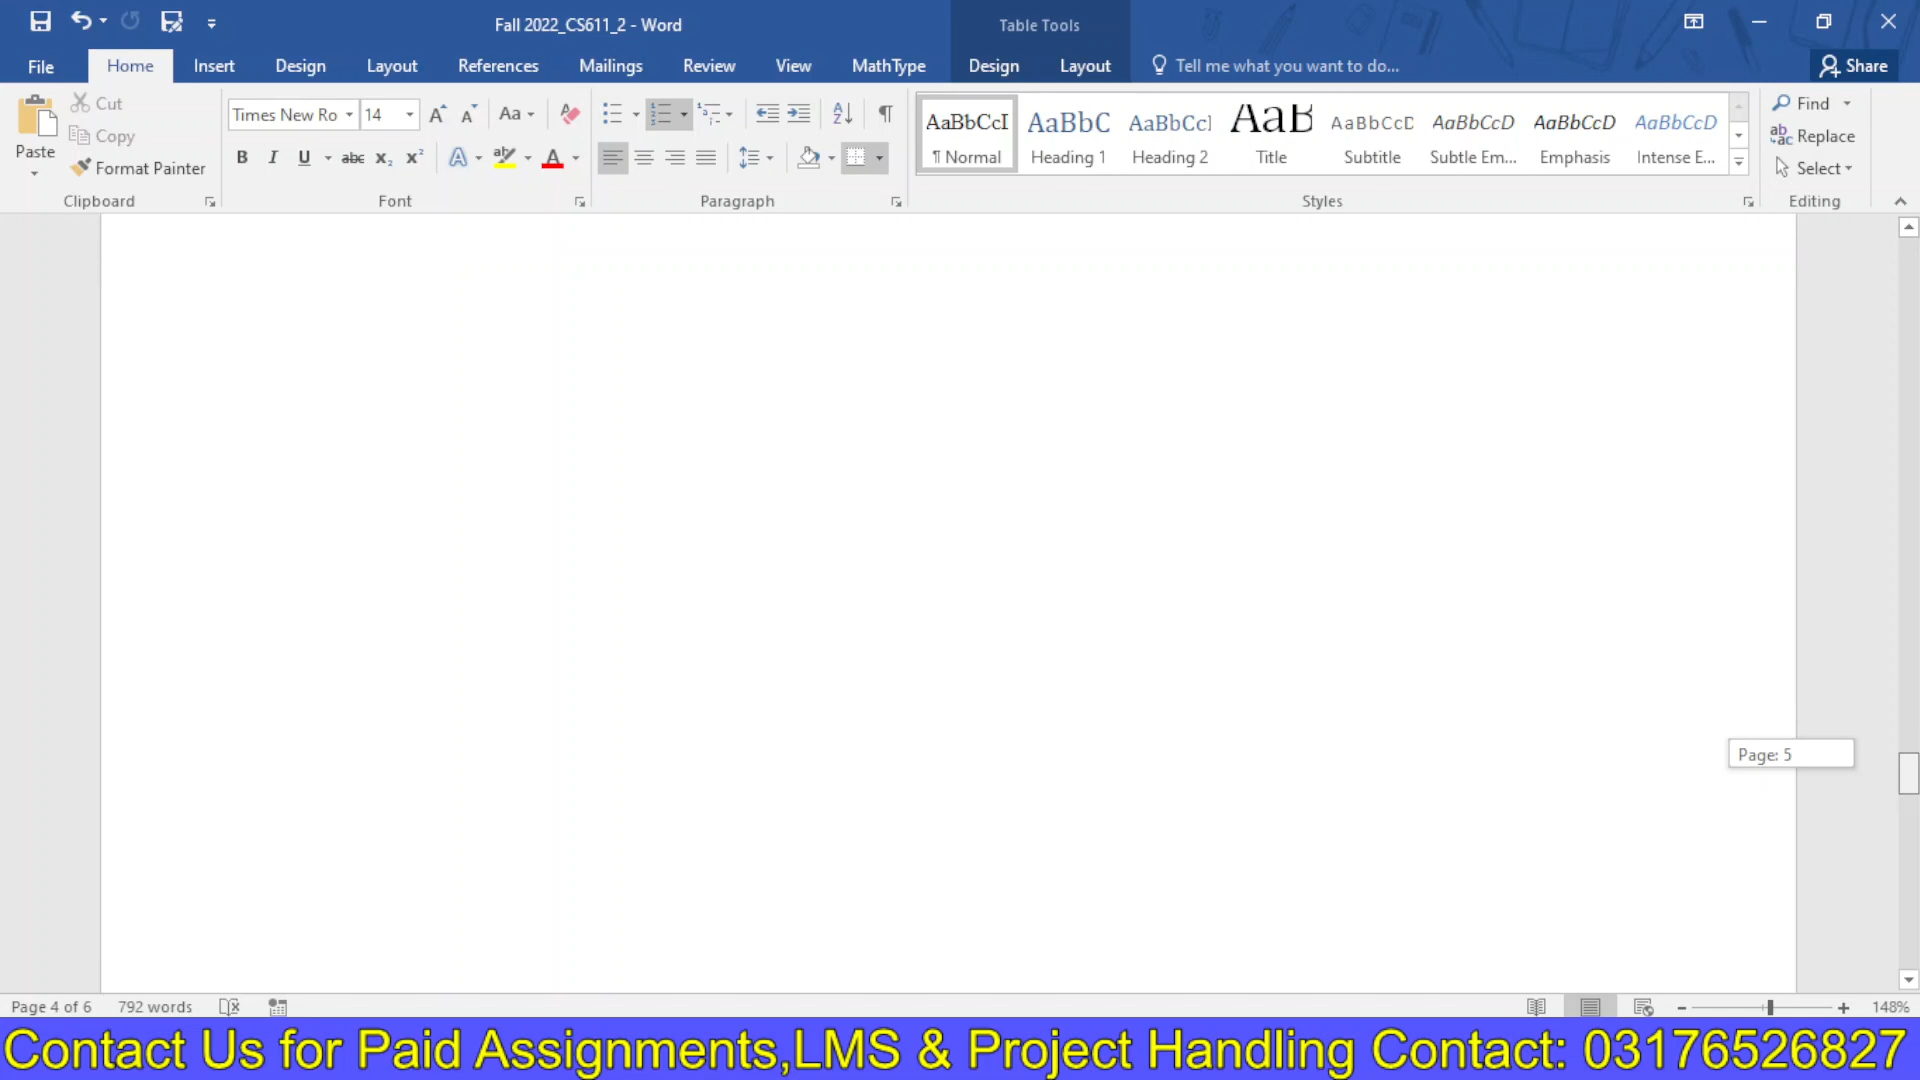 Fall 2022_CS611_2 - Word
Table Tools
File
Home
Insert
Design
Layout
References
Mailings
Review
View
MathType
Design
Layout
Tell me what you want to do...
Share
Paste
Cut
Copy
Format Painter
Clipboard
Times New Ro
14
Aa
B I U abc x₂ x²
Font
Paragraph
AaBbCcI
¶ Normal
AaBbC
Heading 1
AaBbCcI
Heading 2
AaB
Title
AaBbCcD
Subtitle
AaBbCcD
Subtle Em...
AaBbCcD
Emphasis
AaBbCcD
Intense E...
Styles
Find
Replace
Select
Editing
Page: 5
Page 4 of 6
792 words
148%
Contact Us for Paid Assignments,LMS & Project Handling Contact: 03176526827